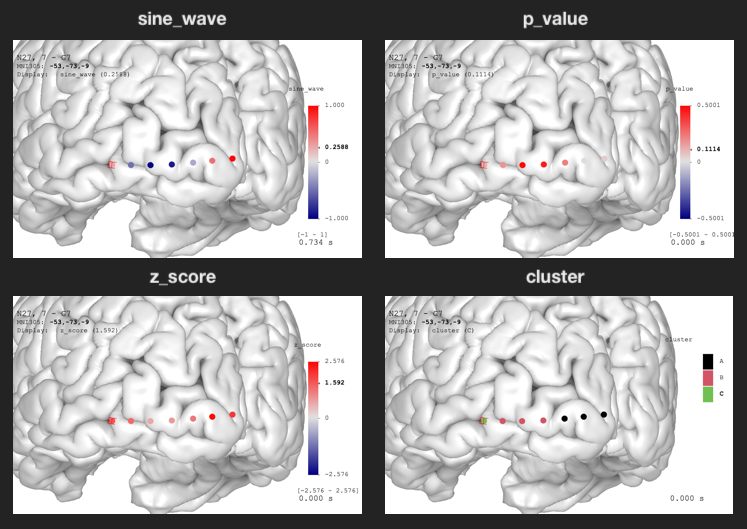 sine_wave
N27, 7 - G7
MNI305: -53,-73,-9
Display: sine_wave (0.2588)
sine_wave
1.000
0.2588
0
-1.000
[-1 ~ 1]
0.734 s
p_value
N27, 7 - G7
MNI305: -53,-73,-9
Display: p_value (0.1114)
p_value
0.5001
0.1114
0
-0.5001
[-0.5001 ~ 0.5001
0.000 s
z_score
N27, 7 - G7
MNI305: -53,-73,-9
Display: z_score (1.592)
z_score
2.576
1.592
0
-2.576
[-2.576 ~ 2.576]
0.000 s
cluster
N27, 7 - G7
MNI305: -53,-73,-9
Display: cluster (C)
cluster
A
B
C
0.000 s